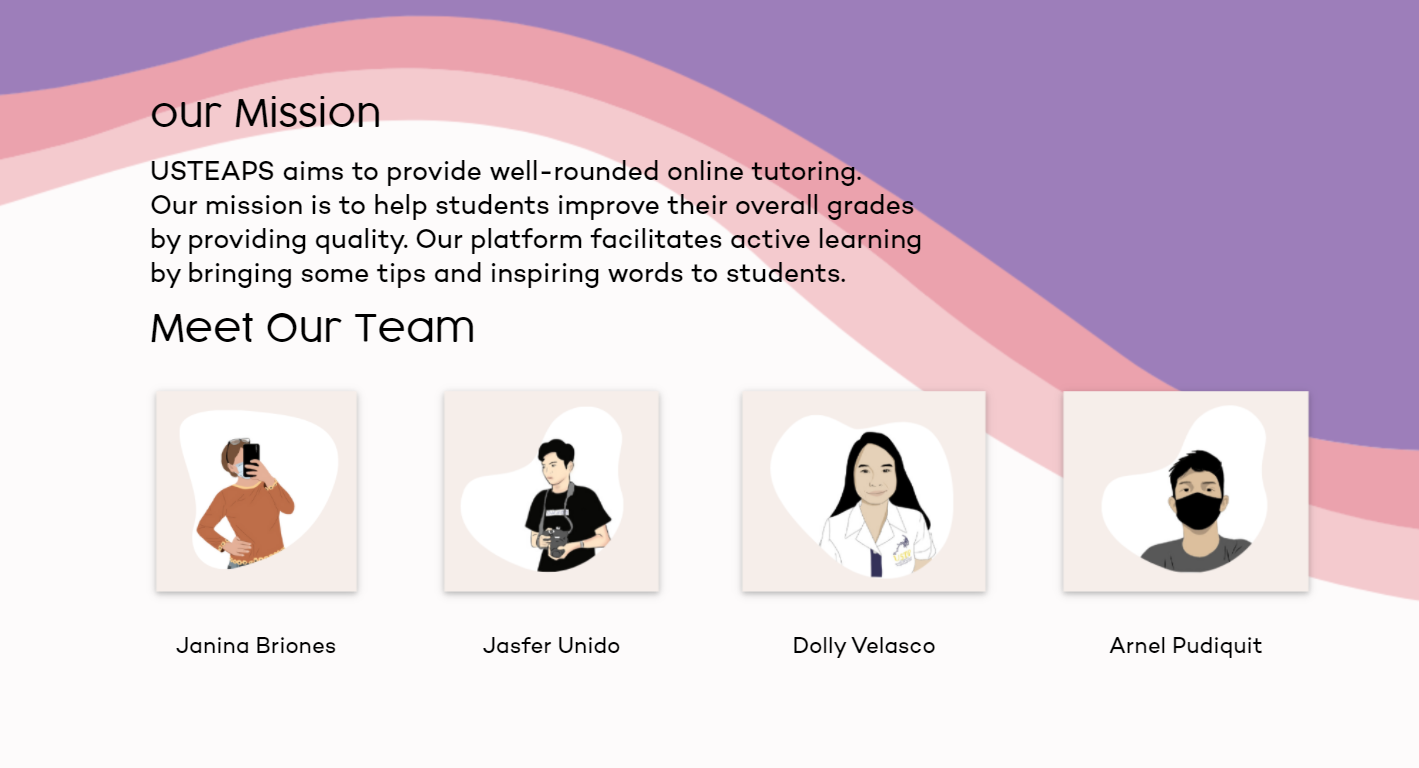 our Mission
USTEAPS aims to provide well-rounded online tutoring.
Our mission is to help students improve their overall grades
by providing quality. Our platform facilitates active learning
by bringing some tips and inspiring words to students.
Meet Our Team
Janina Briones
Jasfer Unido
Dolly Velasco
Arnel Pudiquit